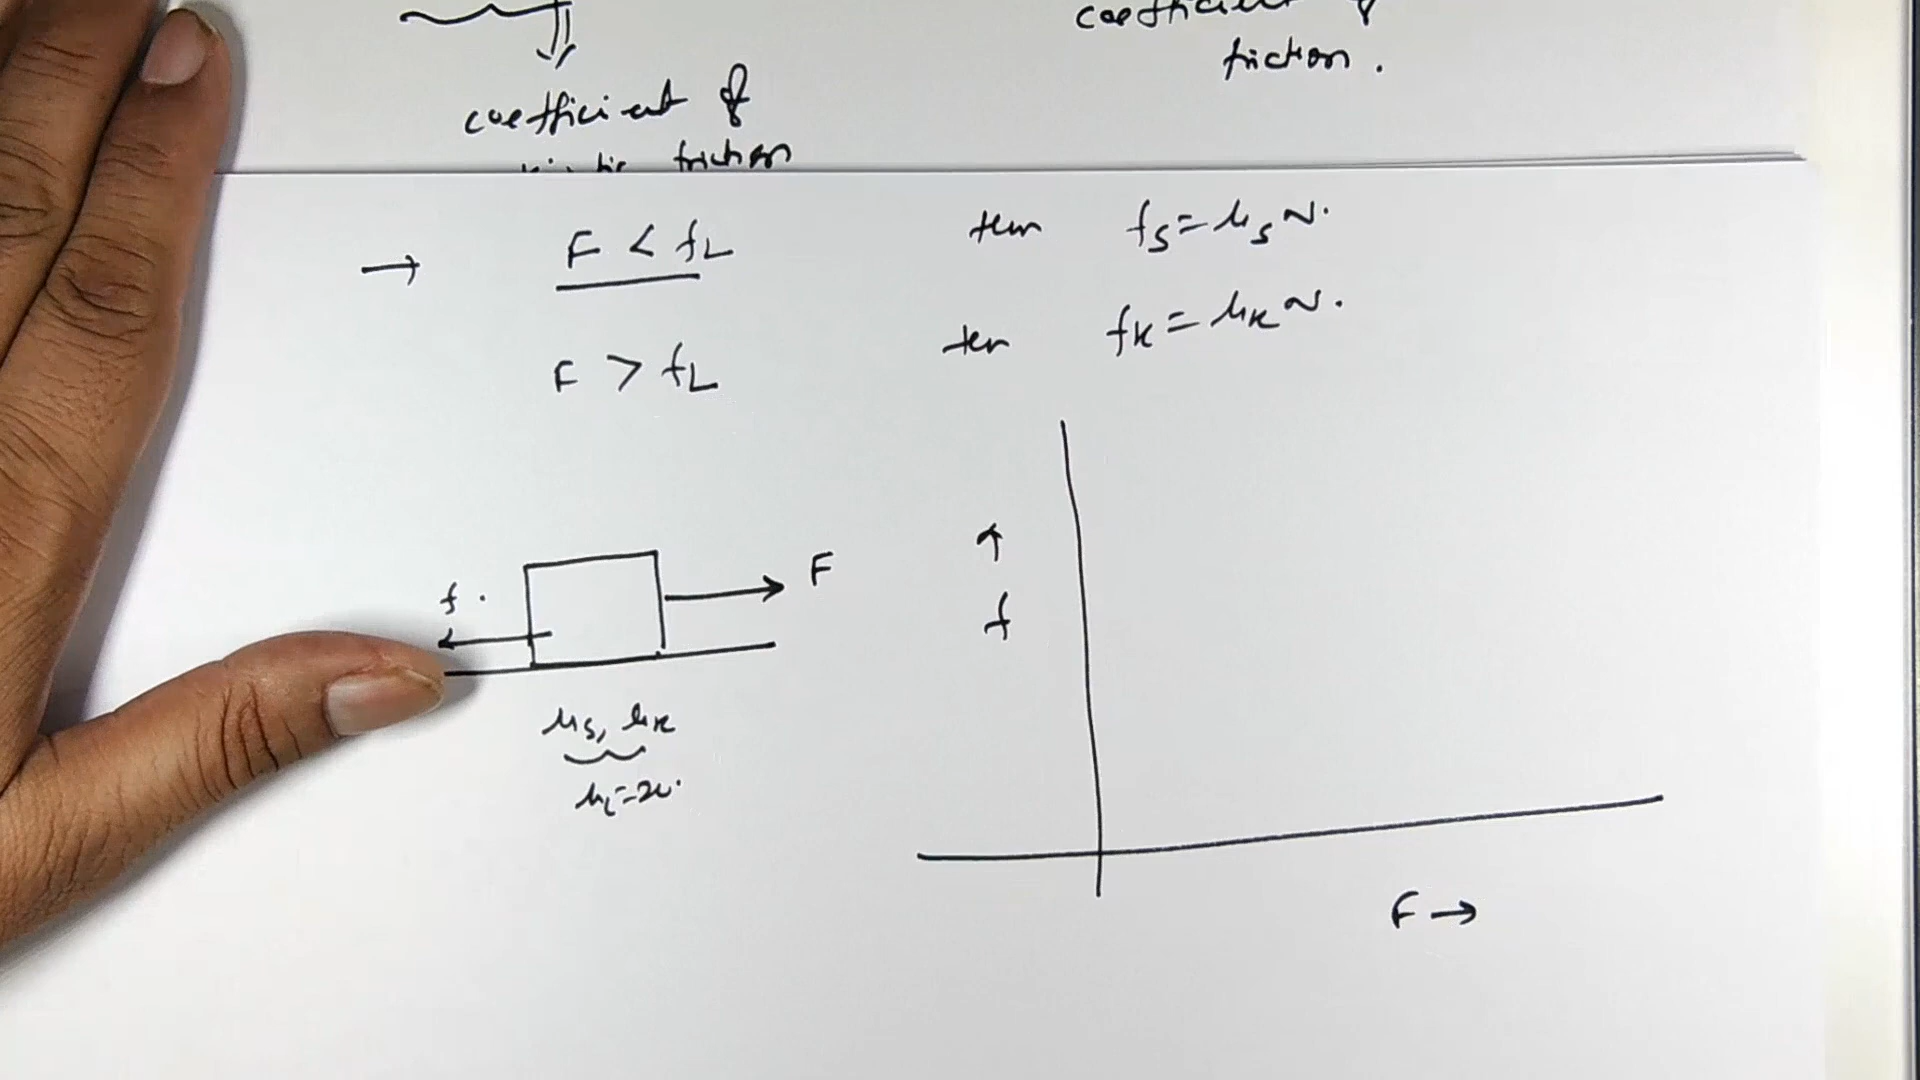 coefficient of
friction.
coefficient of
friction
→ F < fL then fs = μsN.
F > fL then fk = μkN.
↑
f
f.
F
μs, μk
F →